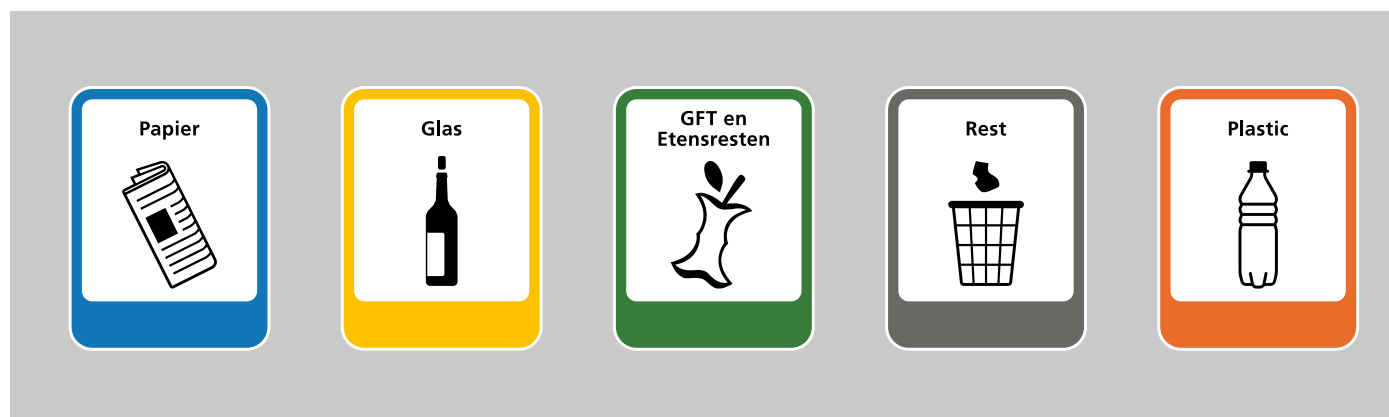 Papier
Glas
GFT en
Etensresten
Rest
Plastic